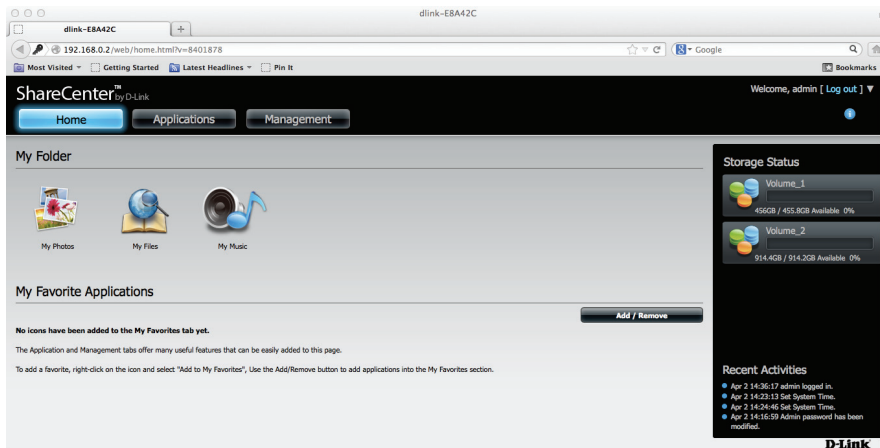 dlink-E8A42C
dlink-E8A42C
192.168.0.2/web/home.html?v=8401878
Google
Most Visited Getting Started Latest Headlines Pin It
Bookmarks
ShareCenter™ by D-Link
Welcome, admin [ Log out ]
Home Applications Management
My Folder
My Photos My Files My Music
My Favorite Applications
Add / Remove
No icons have been added to the My Favorites tab yet.
The Application and Management tabs offer many useful features that can be easily added to this page.
To add a favorite, right-click on the icon and select "Add to My Favorites", Use the Add/Remove button to add applications into the My Favorites section.
Storage Status
Volume_1
456GB / 455.8GB Available 0%
Volume_2
914.4GB / 914.2GB Available 0%
Recent Activities
Apr 2 14:36:17 admin logged in.
Apr 2 14:23:13 Set System Time.
Apr 2 14:24:46 Set System Time.
Apr 2 14:16:59 Admin password has been
modified.
D-Link